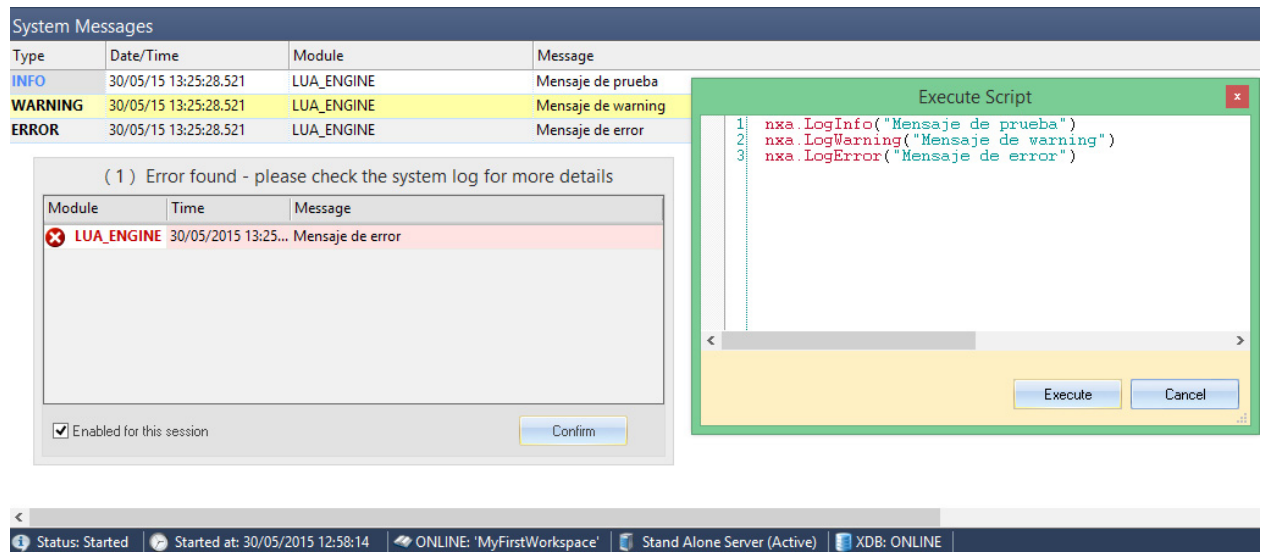 System Messages
Type Date/Time Module Message
INFO 30/05/15 13:25:28.521 LUA_ENGINE Mensaje de prueba
WARNING 30/05/15 13:25:28.521 LUA_ENGINE Mensaje de warning
ERROR 30/05/15 13:25:28.521 LUA_ENGINE Mensaje de error
( 1 ) Error found - please check the system log for more details
Module Time Message
LUA_ENGINE 30/05/2015 13:25... Mensaje de error
Enabled for this session Confirm
Execute Script x
1 nxa.LogInfo("Mensaje de prueba")
2 nxa.LogWarning("Mensaje de warning")
3 nxa.LogError("Mensaje de error")
Execute Cancel
Status: Started Started at: 30/05/2015 12:58:14 ONLINE: 'MyFirstWorkspace' Stand Alone Server (Active) XDB: ONLINE